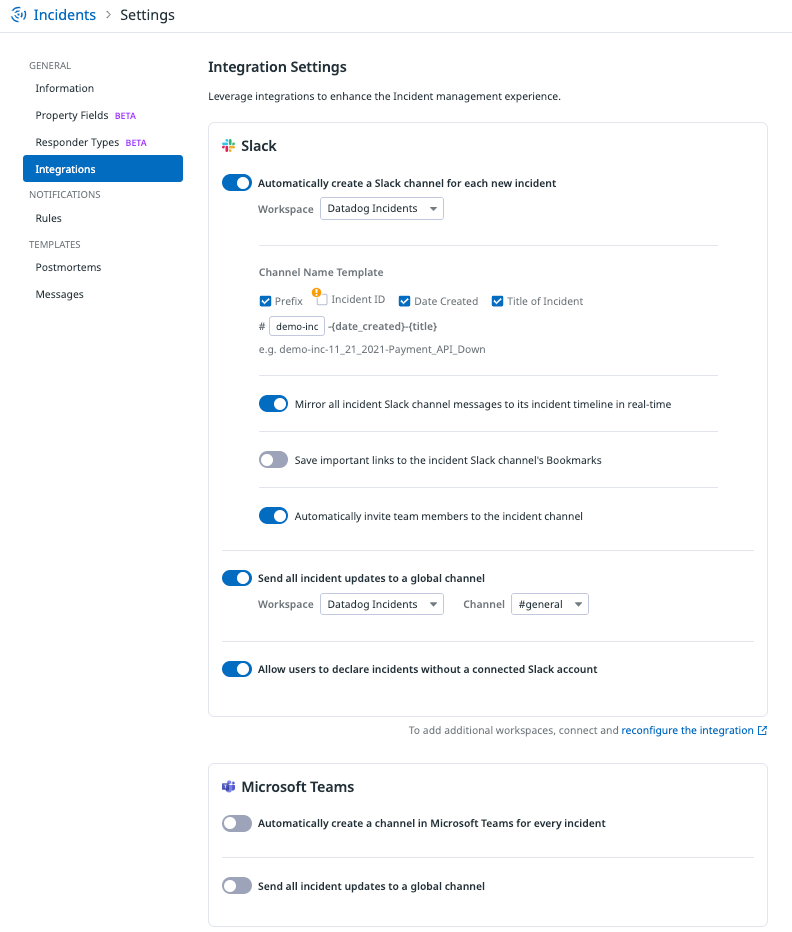 Incidents > Settings
GENERAL
Information
Property Fields BETA
Responder Types BETA
Integrations
NOTIFICATIONS
Rules
TEMPLATES
Postmortems
Messages
Integration Settings
Leverage integrations to enhance the Incident management experience.
Slack
Automatically create a Slack channel for each new incident
Workspace Datadog Incidents
Channel Name Template
Prefix Incident ID Date Created Title of Incident
# demo-inc -{date_created}-{title}
e.g. demo-inc-11_21_2021-Payment_API_Down
Mirror all incident Slack channel messages to its incident timeline in real-time
Save important links to the incident Slack channel's Bookmarks
Automatically invite team members to the incident channel
Send all incident updates to a global channel
Workspace Datadog Incidents Channel #general
Allow users to declare incidents without a connected Slack account
To add additional workspaces, connect and reconfigure the integration
Microsoft Teams
Automatically create a channel in Microsoft Teams for every incident
Send all incident updates to a global channel